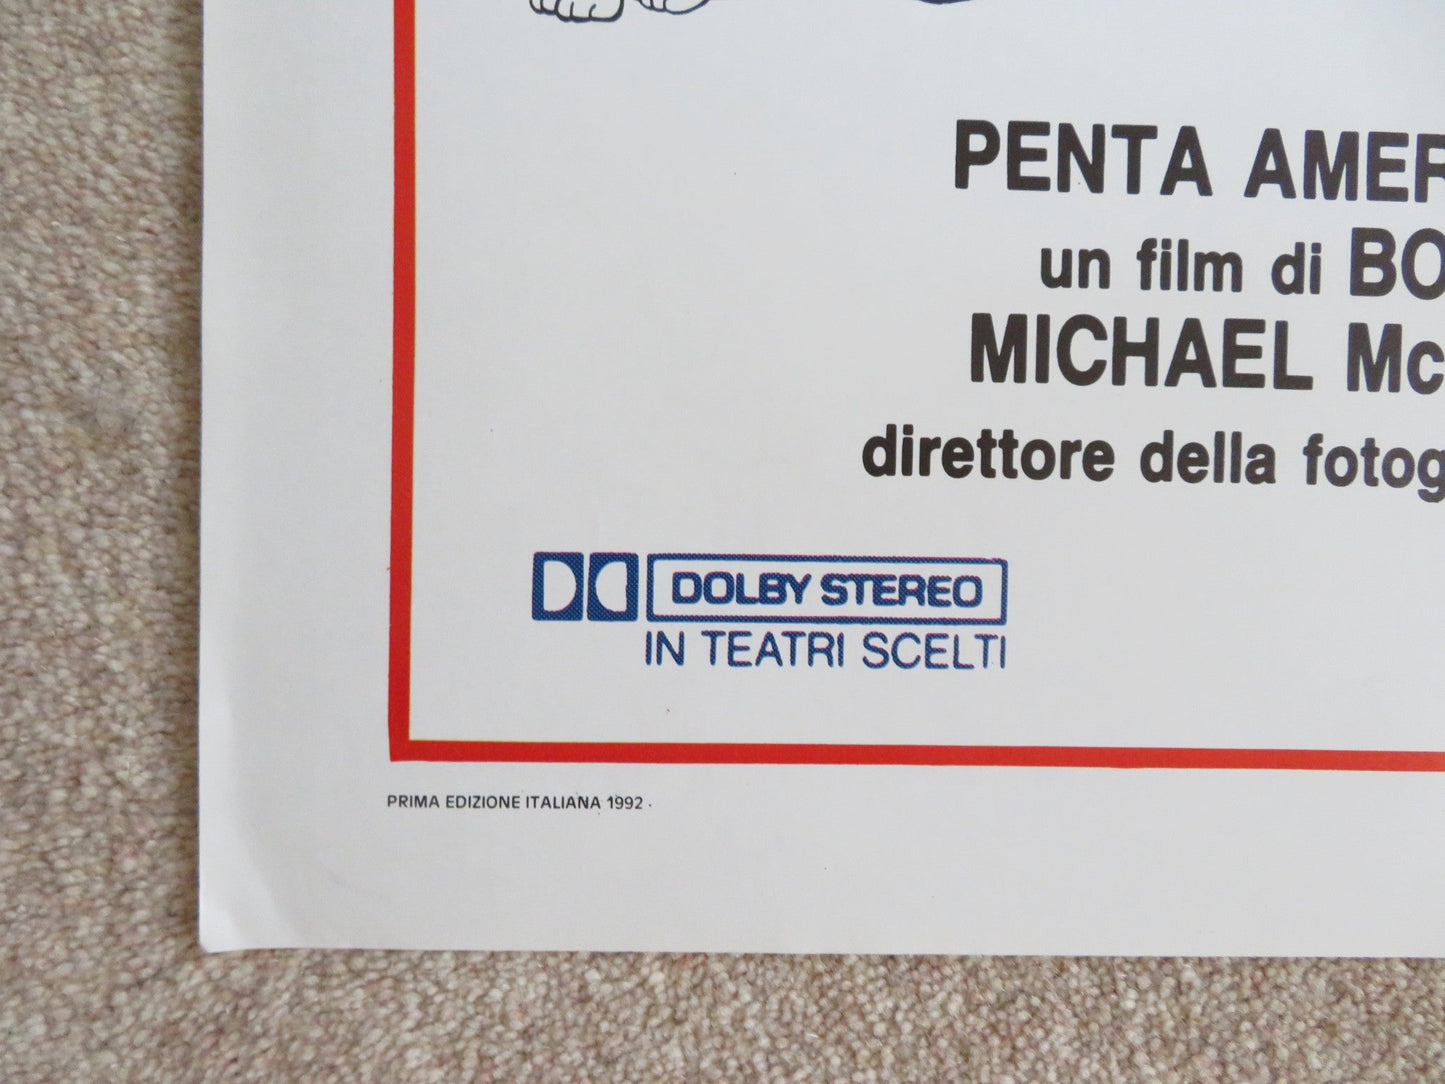 PENTA AMER
un film di BO
MICHAEL Mc
direttore della fotog
DOLBY STEREO
IN TEATRI SCELTI
PRIMA EDIZIONE ITALIANA 1992 .